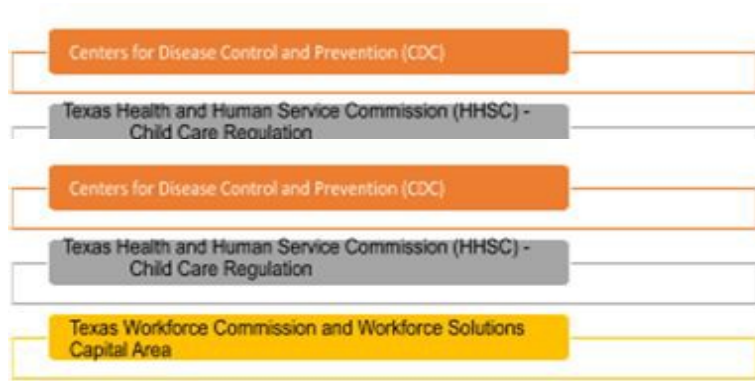 Centers for Disease Control and Prevention (CDC)
Texas Health and Human Service Commission (HHSC) -
Child Care Regulation
Centers for Disease Control and Prevention (CDC)
Texas Health and Human Service Commission (HHSC) -
Child Care Regulation
Texas Workforce Commission and Workforce Solutions
Capital Area